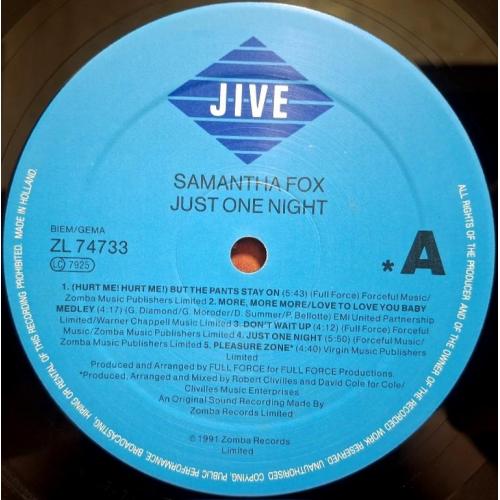 JIVE
SAMANTHA FOX
JUST ONE NIGHT
BIEM/GEMA
ZL 74733
LC 7925
*A
1. (HURT ME! HURT ME!) BUT THE PANTS STAY ON (5:43) (Full Force) Forceful Music/
Zomba Music Publishers Limited 2. MORE, MORE MORE/LOVE TO LOVE YOU BABY
MEDLEY (4:17) (G. Diamond/G. Moroder/D. Summer/P. Bellotte) EMI United Partnership
Limited/Warner Chappell Music Limited 3. DON'T WAIT UP (4:12) (Full Force) Forceful
Music/Zomba Music Publishers Limited 4. JUST ONE NIGHT (5:50) (Forceful Music/
Zomba Music Publishers Limited 5. PLEASURE ZONE* (4:40) Virgin Music Publishers
Limited
Produced and Arranged by FULL FORCE for FULL FORCE Productions.
*Produced, Arranged and Mixed by Robert Clivilles and David Cole for Cole/
Clivilles Music Enterprises
An Original Sound Recording Made By
Zomba Records Limited
℗ 1991 Zomba Records
Limited
ALL RIGHTS OF THE PRODUCER AND OF THE OWNER OF THE RECORDED WORK RESERVED. UNAUTHORISED COPYING, PUBLIC PERFORMANCE, BROADCASTING, HIRING OR RENTAL OF THIS RECORDING PROHIBITED. MADE IN HOLLAND.